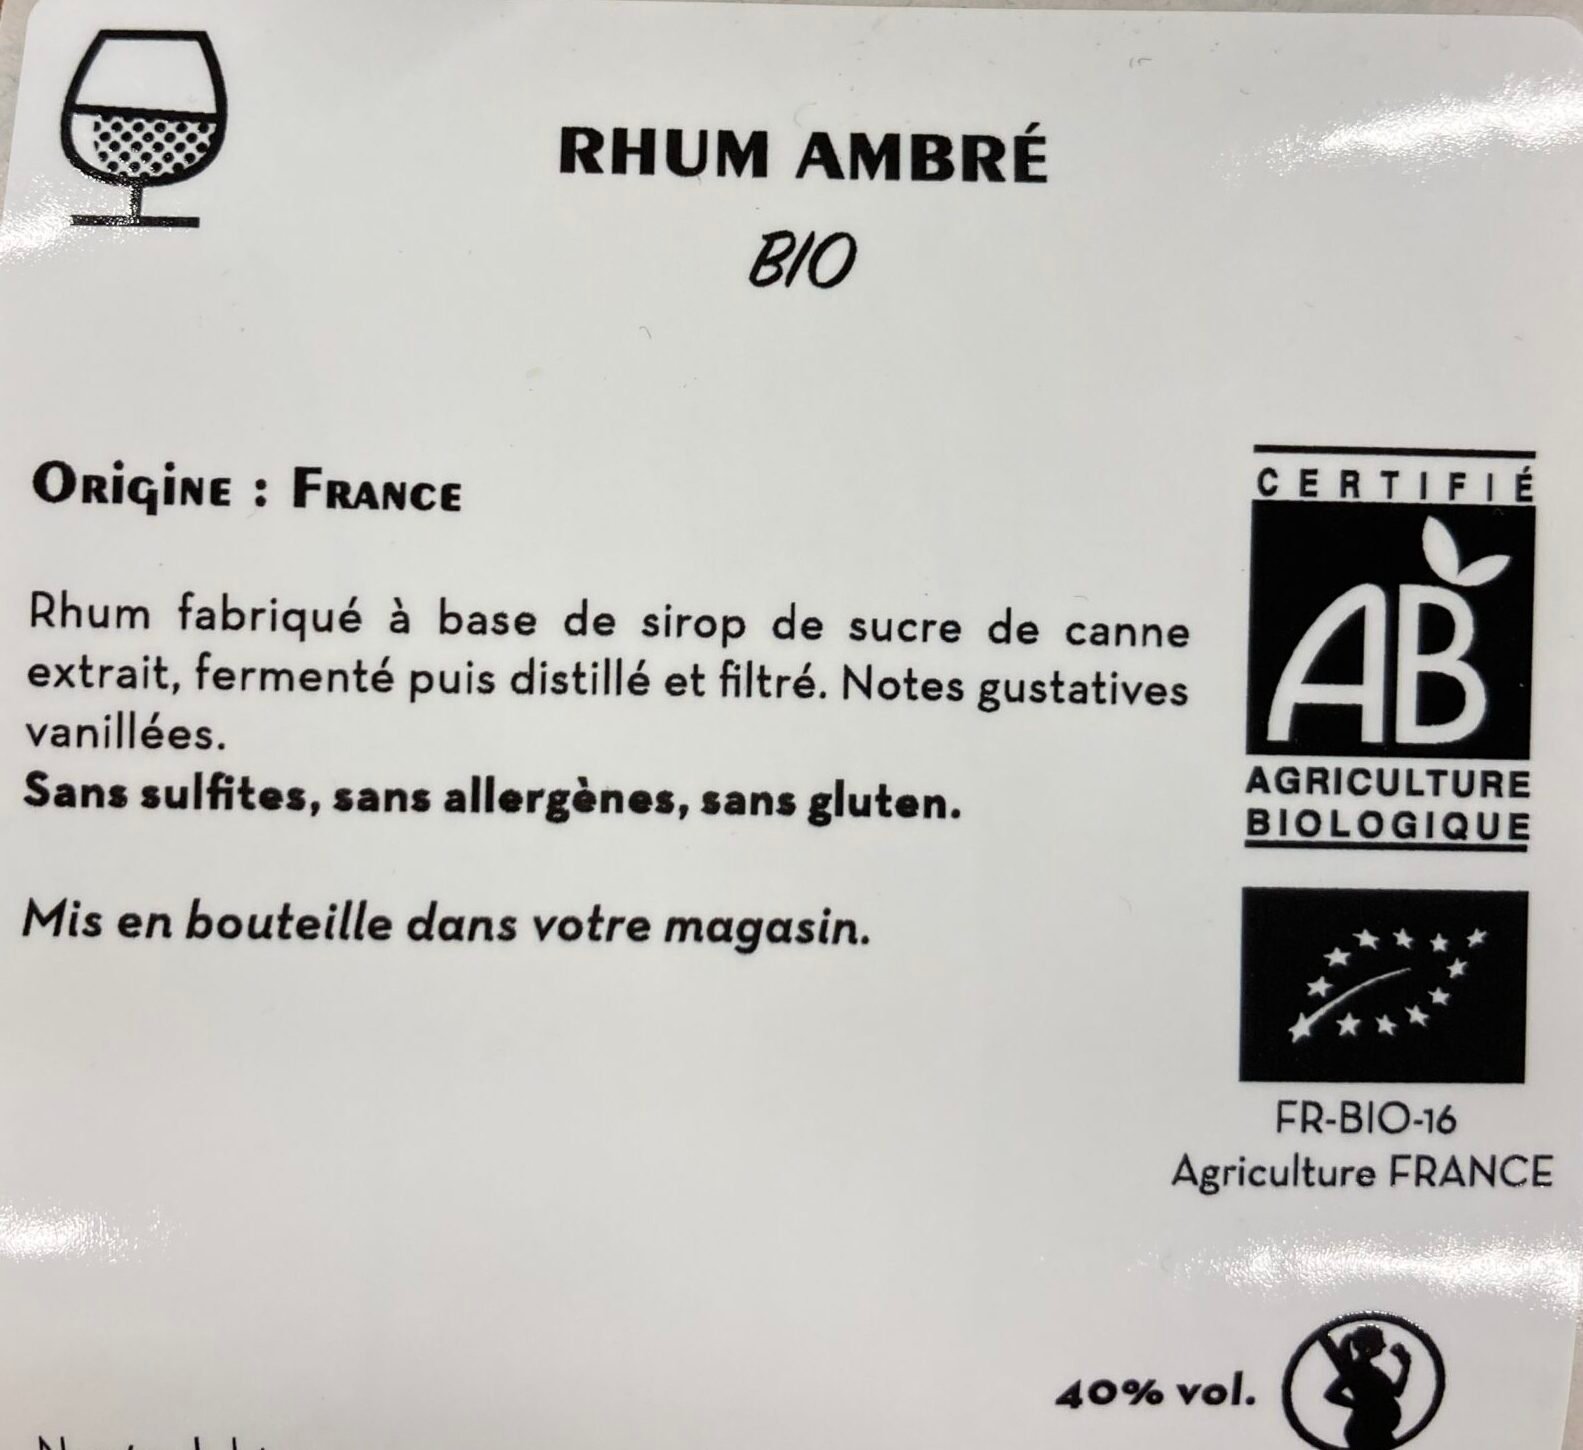 RHUM AMBRÉ
BIO
ORIGINE : FRANCE
Rhum fabriqué à base de sirop de sucre de canne
extrait, fermenté puis distillé et filtré. Notes gustatives
vanillées.
Sans sulfites, sans allergènes, sans gluten.
Mis en bouteille dans votre magasin.
CERTIFIÉ
AB
AGRICULTURE
BIOLOGIQUE
FR-BIO-16
Agriculture FRANCE
40% vol.